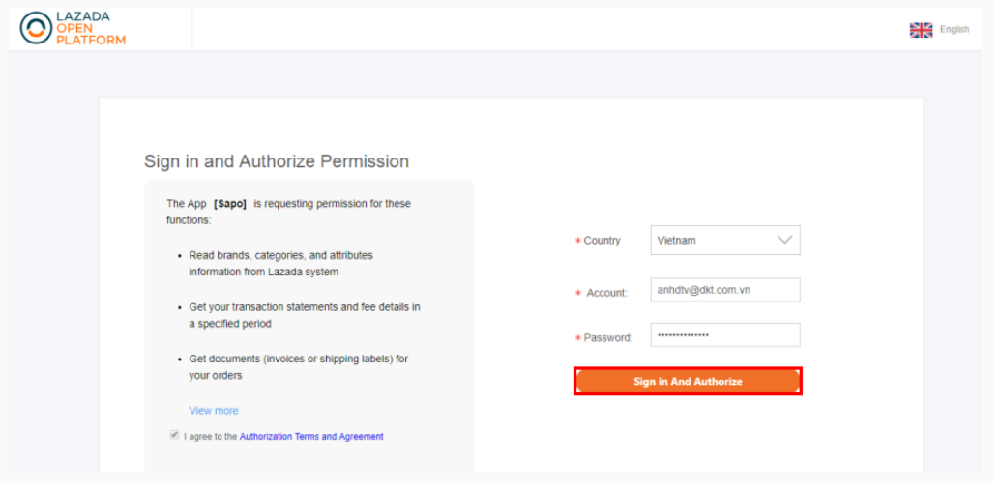 LAZADA
OPEN
PLATFORM
English
Sign in and Authorize Permission
The App [Sapo] is requesting permission for these
functions:
• Read brands, categories, and attributes
information from Lazada system
• Get your transaction statements and fee details in
a specified period
• Get documents (invoices or shipping labels) for
your orders
View more
I agree to the Authorization Terms and Agreement
* Country Vietnam
* Account: anhdtv@dkt.com.vn
* Password: ••••••••••••••
Sign in And Authorize